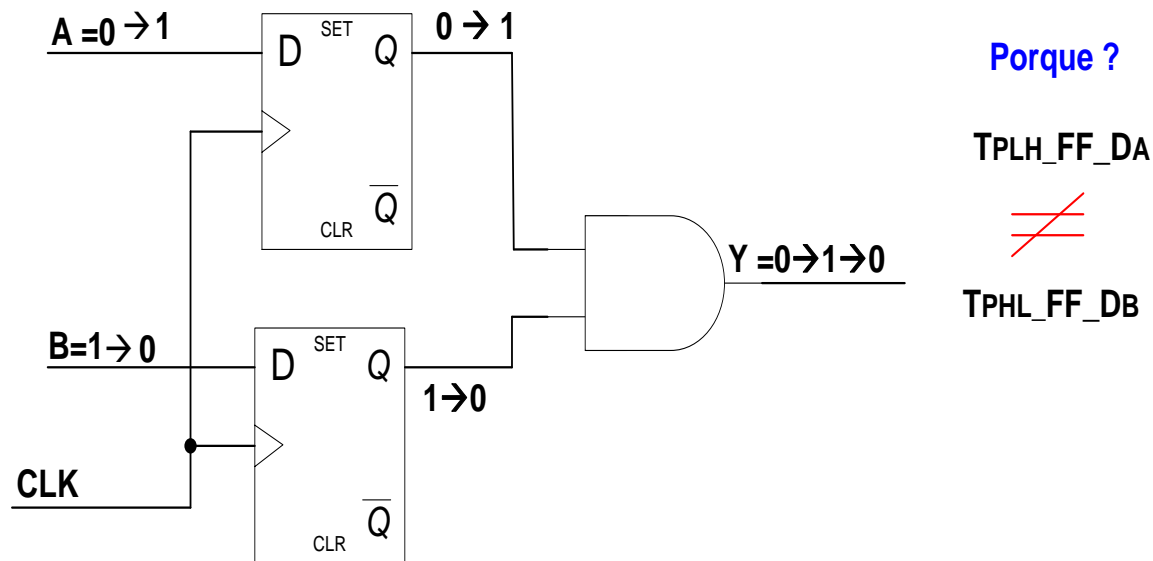 A =0→1
SET
D Q
0→1
Q
CLR
Porque ?
TPLH_FF_DA
Y =0→1→0
TPHL_FF_DB
B=1→0
SET
D Q
1→0
CLK
Q
CLR